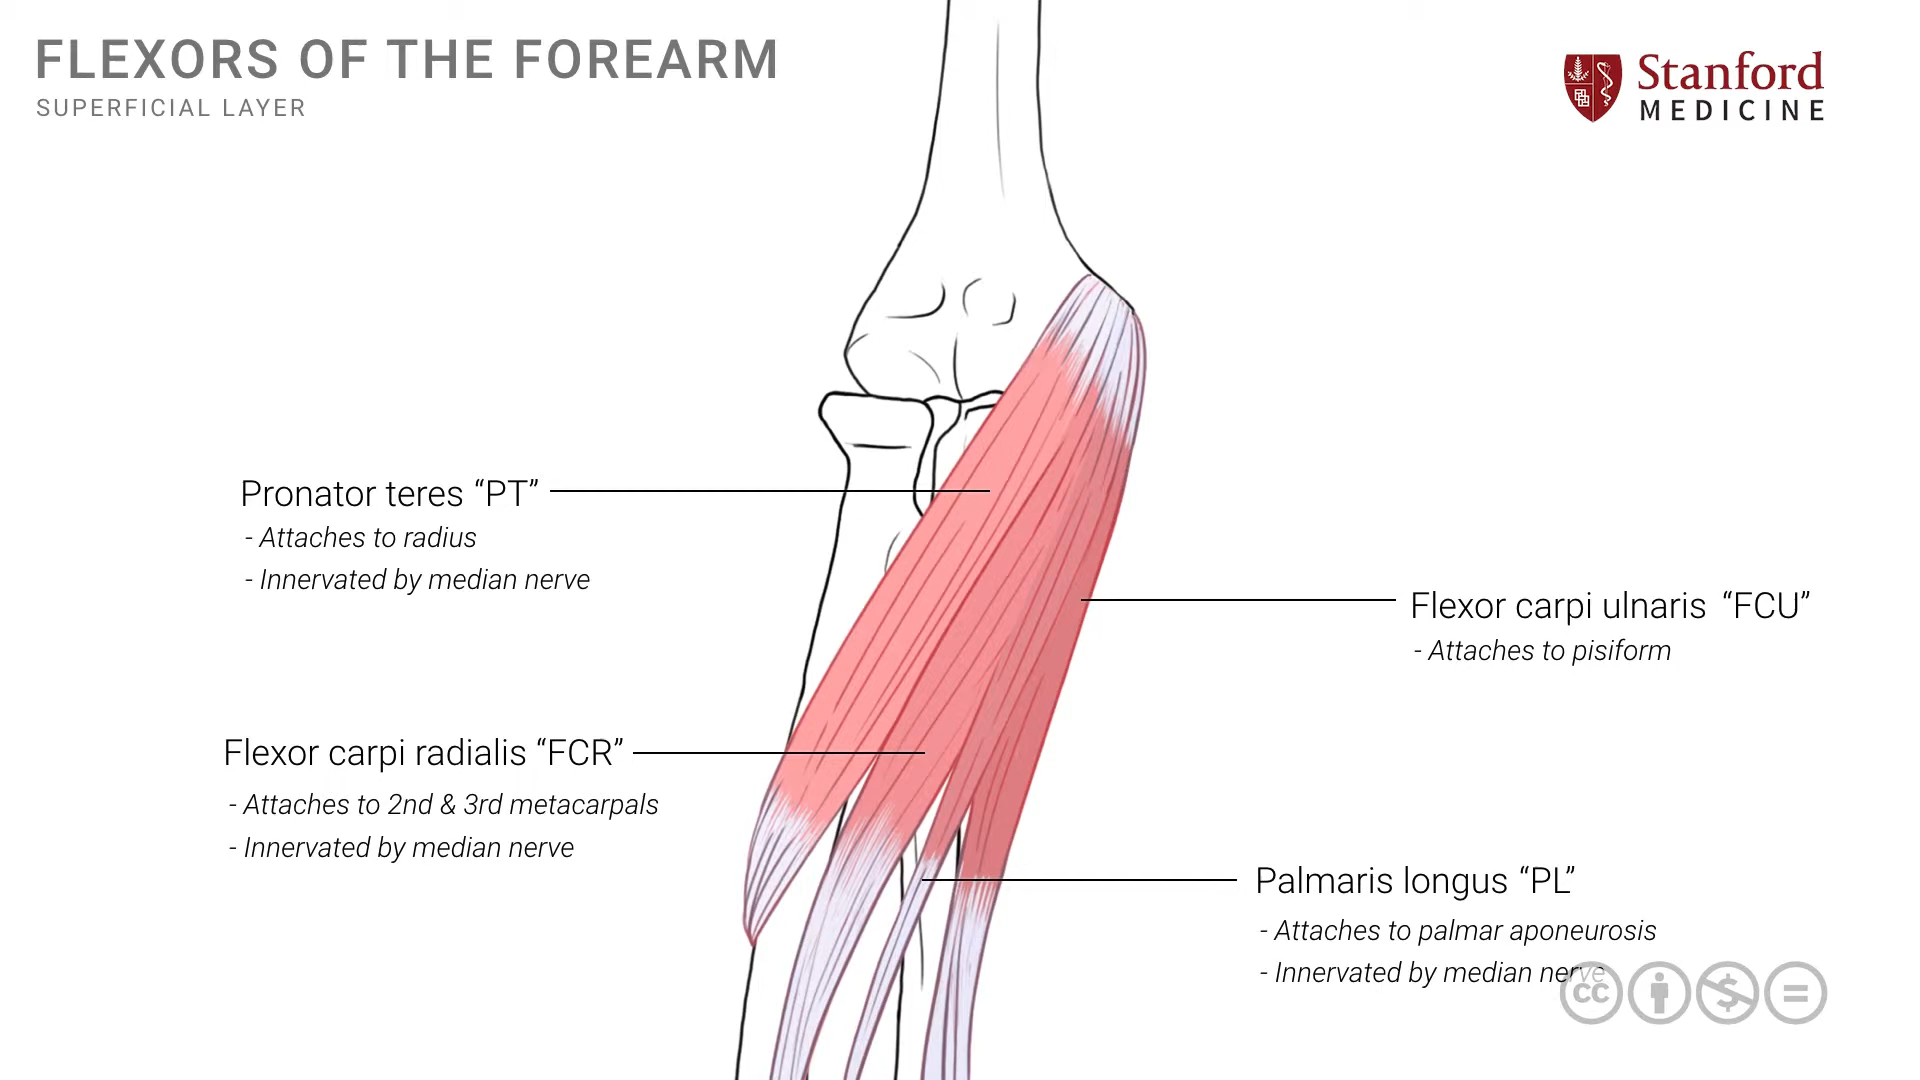 FLEXORS OF THE FOREARM
SUPERFICIAL LAYER
Stanford
MEDICINE
Pronator teres “PT”
- Attaches to radius
- Innervated by median nerve
Flexor carpi ulnaris “FCU”
- Attaches to pisiform
Flexor carpi radialis “FCR”
- Attaches to 2nd & 3rd metacarpals
- Innervated by median nerve
Palmaris longus “PL”
- Attaches to palmar aponeurosis
- Innervated by median nerve
cc